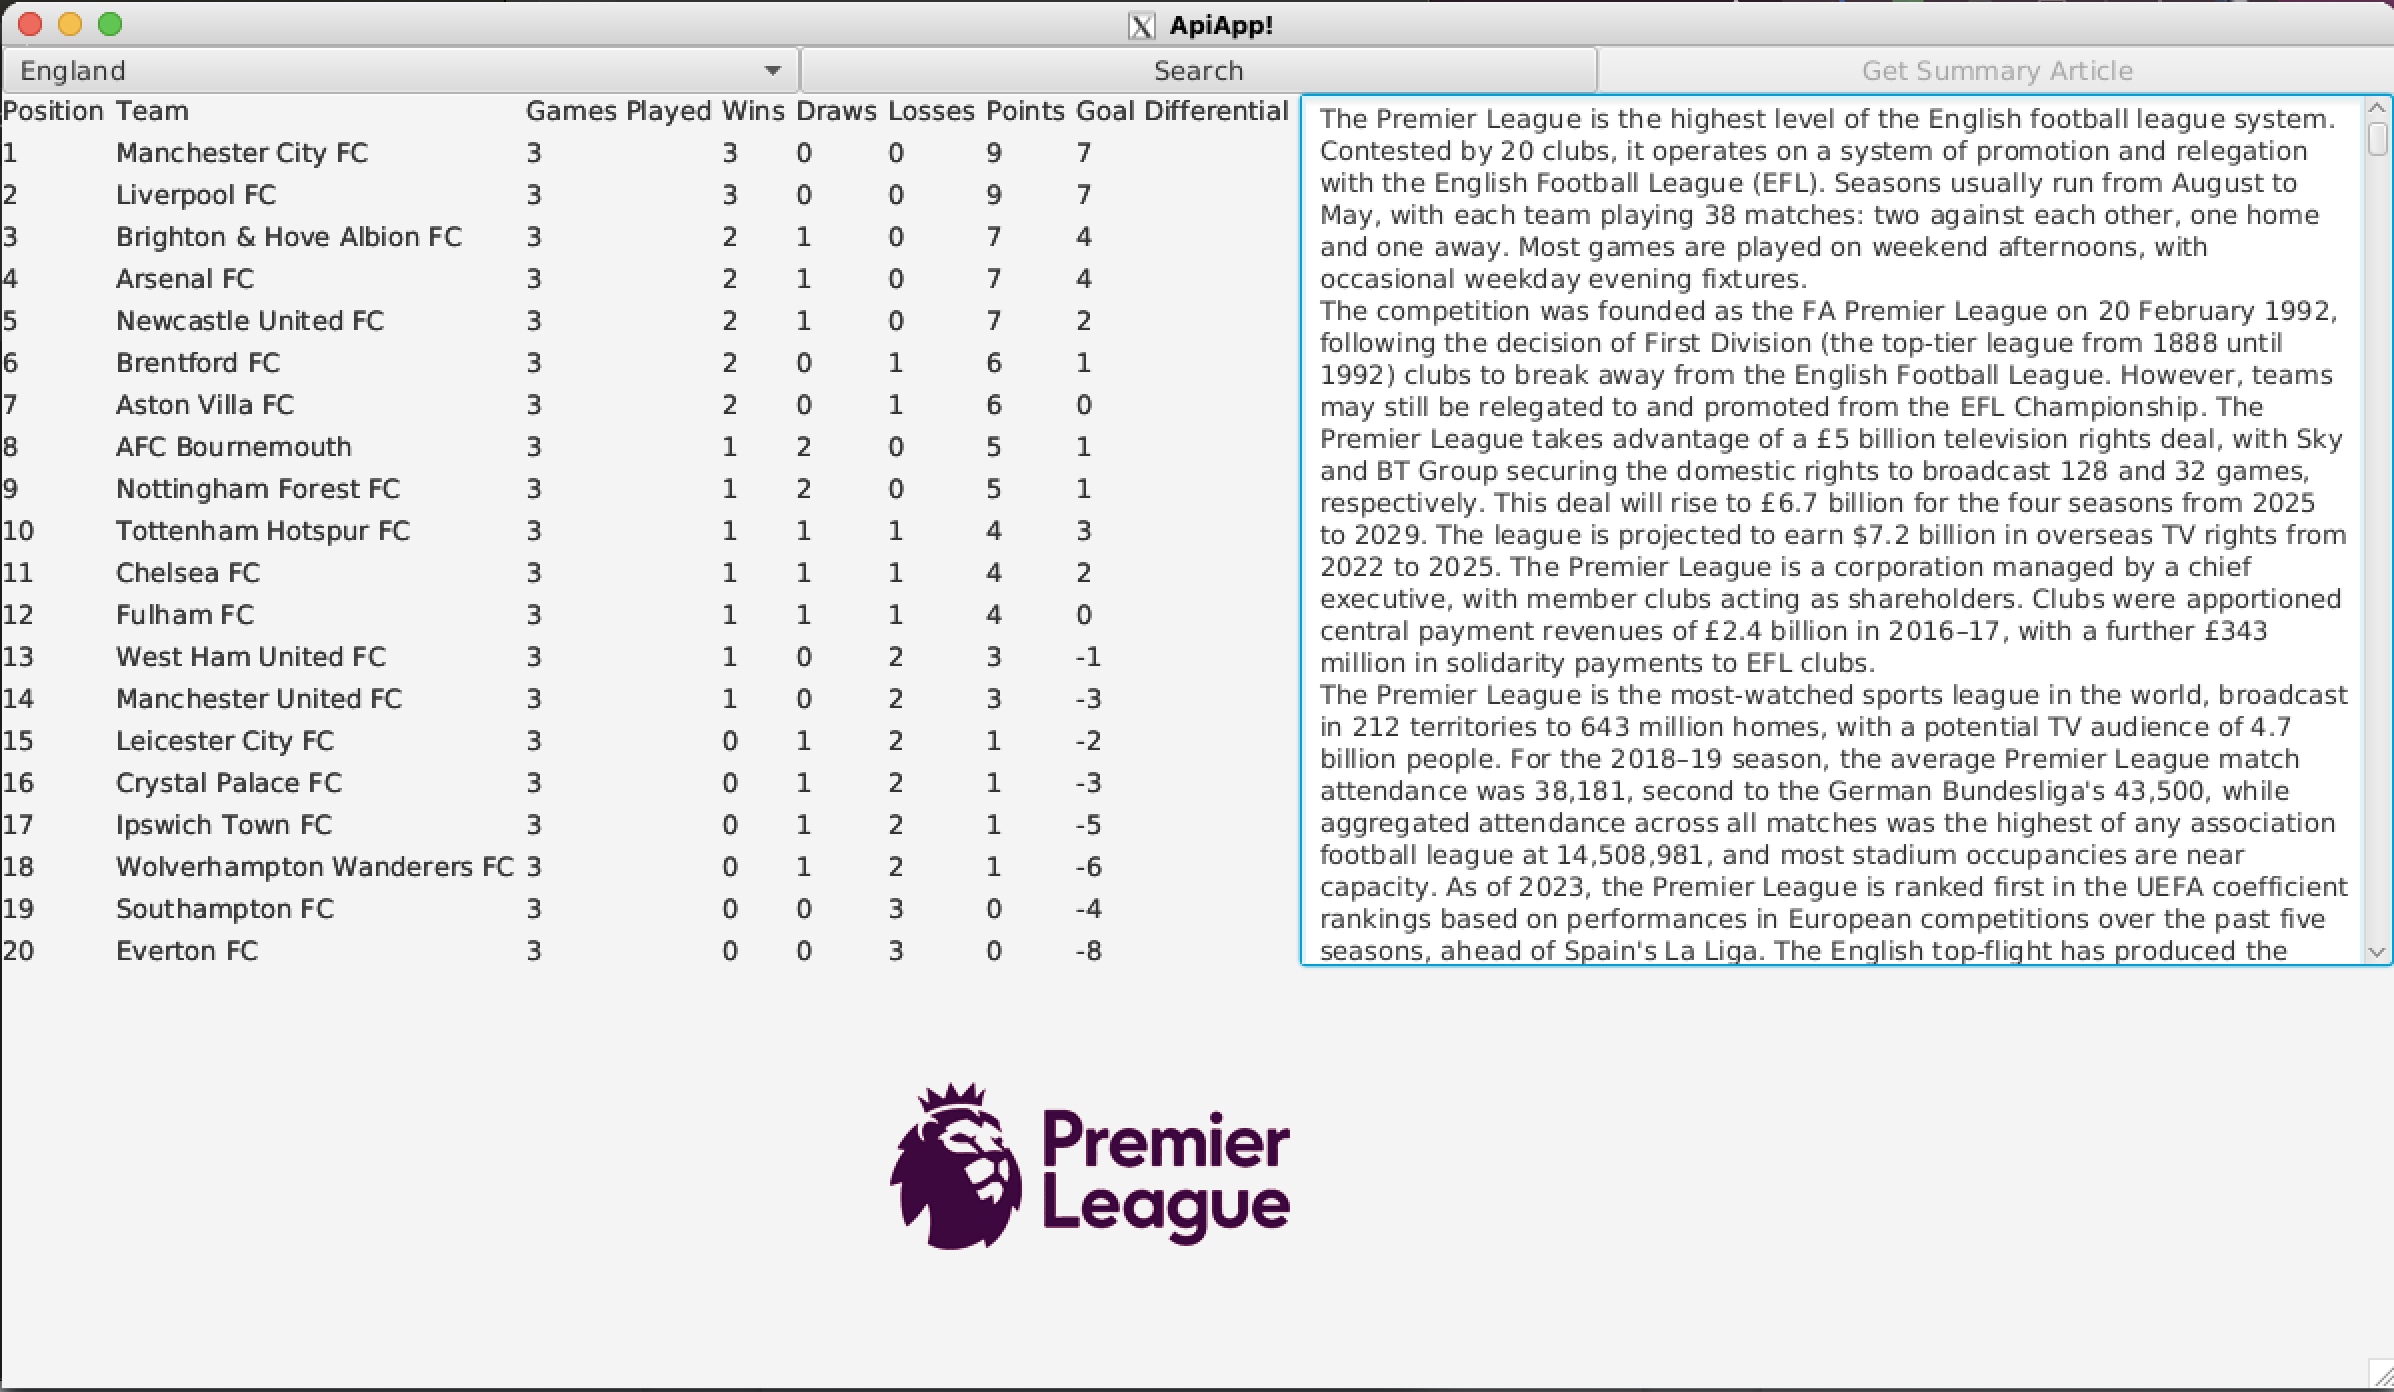 ApiApp!
England
Search
Get Summary Article
Position Team Games Played Wins Draws Losses Points Goal Differential
1 Manchester City FC 3 3 0 0 9 7
2 Liverpool FC 3 3 0 0 9 7
3 Brighton & Hove Albion FC 3 2 1 0 7 4
4 Arsenal FC 3 2 1 0 7 4
5 Newcastle United FC 3 2 1 0 7 2
6 Brentford FC 3 2 0 1 6 1
7 Aston Villa FC 3 2 0 1 6 0
8 AFC Bournemouth 3 1 2 0 5 1
9 Nottingham Forest FC 3 1 2 0 5 1
10 Tottenham Hotspur FC 3 1 1 1 4 3
11 Chelsea FC 3 1 1 1 4 2
12 Fulham FC 3 1 1 1 4 0
13 West Ham United FC 3 1 0 2 3 -1
14 Manchester United FC 3 1 0 2 3 -3
15 Leicester City FC 3 0 1 2 1 -2
16 Crystal Palace FC 3 0 1 2 1 -3
17 Ipswich Town FC 3 0 1 2 1 -5
18 Wolverhampton Wanderers FC 3 0 1 2 1 -6
19 Southampton FC 3 0 0 3 0 -4
20 Everton FC 3 0 0 3 0 -8
The Premier League is the highest level of the English football league system.
Contested by 20 clubs, it operates on a system of promotion and relegation
with the English Football League (EFL). Seasons usually run from August to
May, with each team playing 38 matches: two against each other, one home
and one away. Most games are played on weekend afternoons, with
occasional weekday evening fixtures.
The competition was founded as the FA Premier League on 20 February 1992,
following the decision of First Division (the top-tier league from 1888 until
1992) clubs to break away from the English Football League. However, teams
may still be relegated to and promoted from the EFL Championship. The
Premier League takes advantage of a £5 billion television rights deal, with Sky
and BT Group securing the domestic rights to broadcast 128 and 32 games,
respectively. This deal will rise to £6.7 billion for the four seasons from 2025
to 2029. The league is projected to earn $7.2 billion in overseas TV rights from
2022 to 2025. The Premier League is a corporation managed by a chief
executive, with member clubs acting as shareholders. Clubs were apportioned
central payment revenues of £2.4 billion in 2016–17, with a further £343
million in solidarity payments to EFL clubs.
The Premier League is the most-watched sports league in the world, broadcast
in 212 territories to 643 million homes, with a potential TV audience of 4.7
billion people. For the 2018–19 season, the average Premier League match
attendance was 38,181, second to the German Bundesliga's 43,500, while
aggregated attendance across all matches was the highest of any association
football league at 14,508,981, and most stadium occupancies are near
capacity. As of 2023, the Premier League is ranked first in the UEFA coefficient
rankings based on performances in European competitions over the past five
seasons, ahead of Spain's La Liga. The English top-flight has produced the
Premier
League